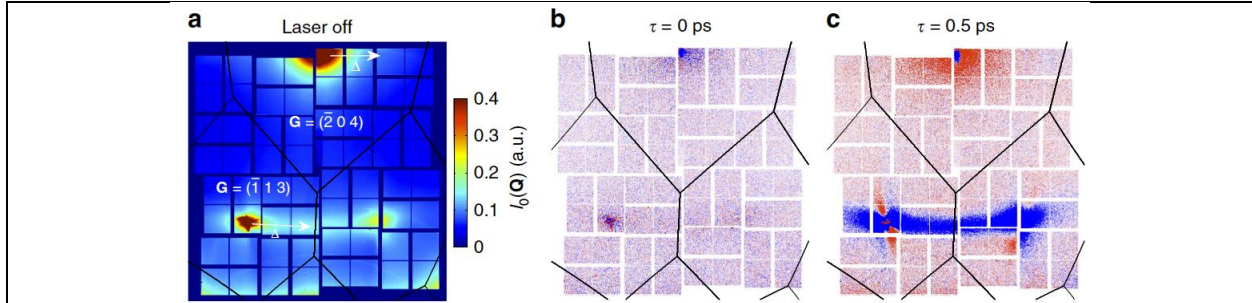 a
Laser off
Δ
G = (2̅ 0 4)
G = (1̅ 1 3)
Δ
0.4
0.3
0.2
0.1
0
I₀(Q) (a.u.)
b
τ = 0 ps
c
τ = 0.5 ps